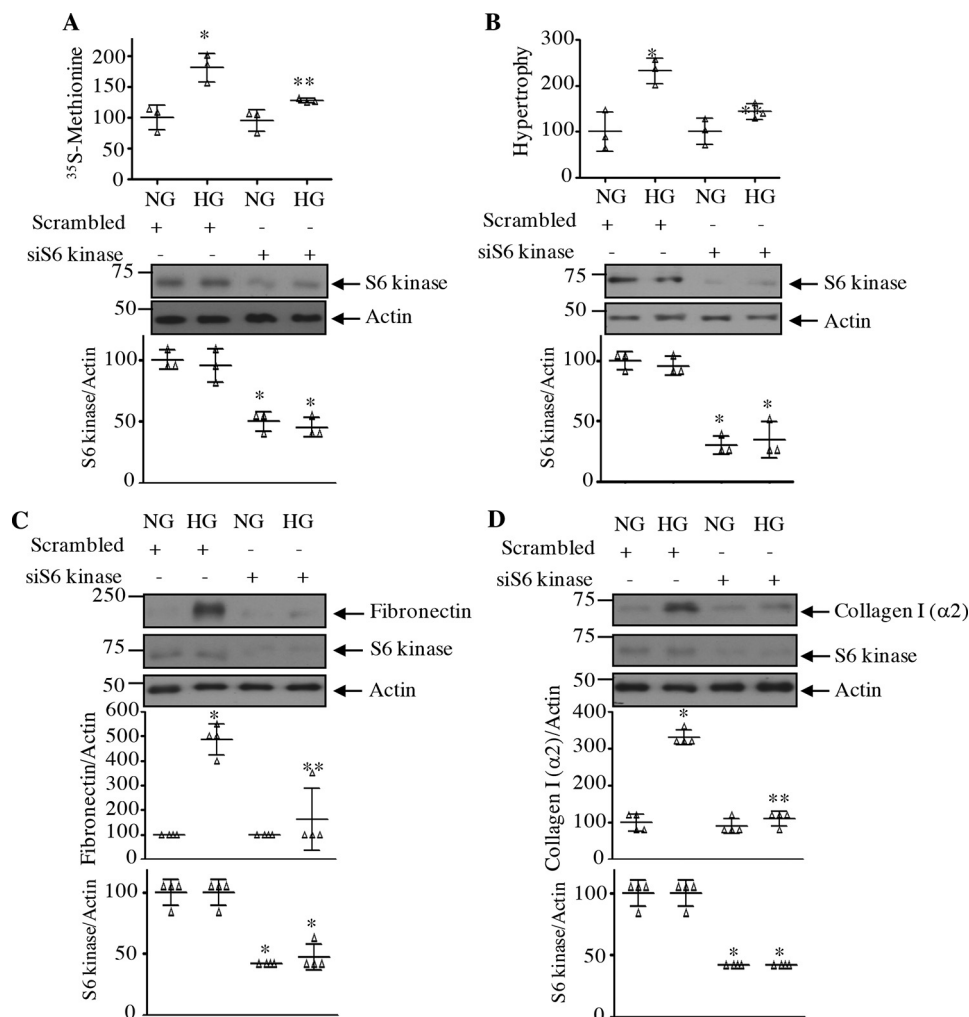 A
³⁵S-Methionine
200
150
100
50
0
*
**
NG HG NG HG
Scrambled + + - -
siS6 kinase - - + +
75
S6 kinase
50
Actin
S6 kinase/Actin
100
50
0
* *
B
Hypertrophy
300
200
100
0
*
**
NG HG NG HG
Scrambled + + - -
siS6 kinase - - + +
75
S6 kinase
50
Actin
S6 kinase/Actin
100
50
0
* *
C
NG HG NG HG
Scrambled + + - -
siS6 kinase - - + +
250
Fibronectin
75
S6 kinase
50
Actin
Fibronectin/Actin
600
500
400
300
200
100
0
*
**
S6 kinase/Actin
100
50
0
* *
D
NG HG NG HG
Scrambled + + - -
siS6 kinase - - + +
75
Collagen I (α2)
75
S6 kinase
50
Actin
Collagen I (α2)/Actin
400
300
200
100
0
*
**
S6 kinase/Actin
100
50
0
* *